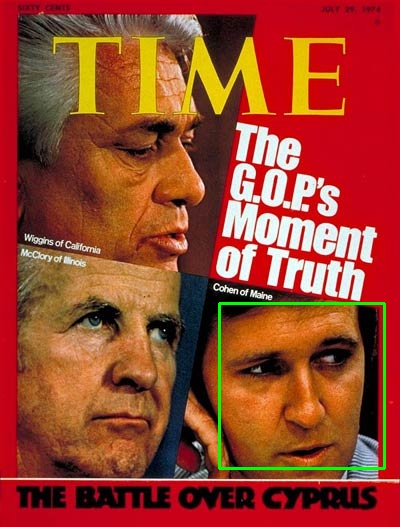 SIXTY CENTS
JULY 29, 1974
TIME
The
G.O.P.'s
Moment
of Truth
Wiggins of California
McClory of Illinois
Cohen of Maine
THE BATTLE OVER CYPRUS